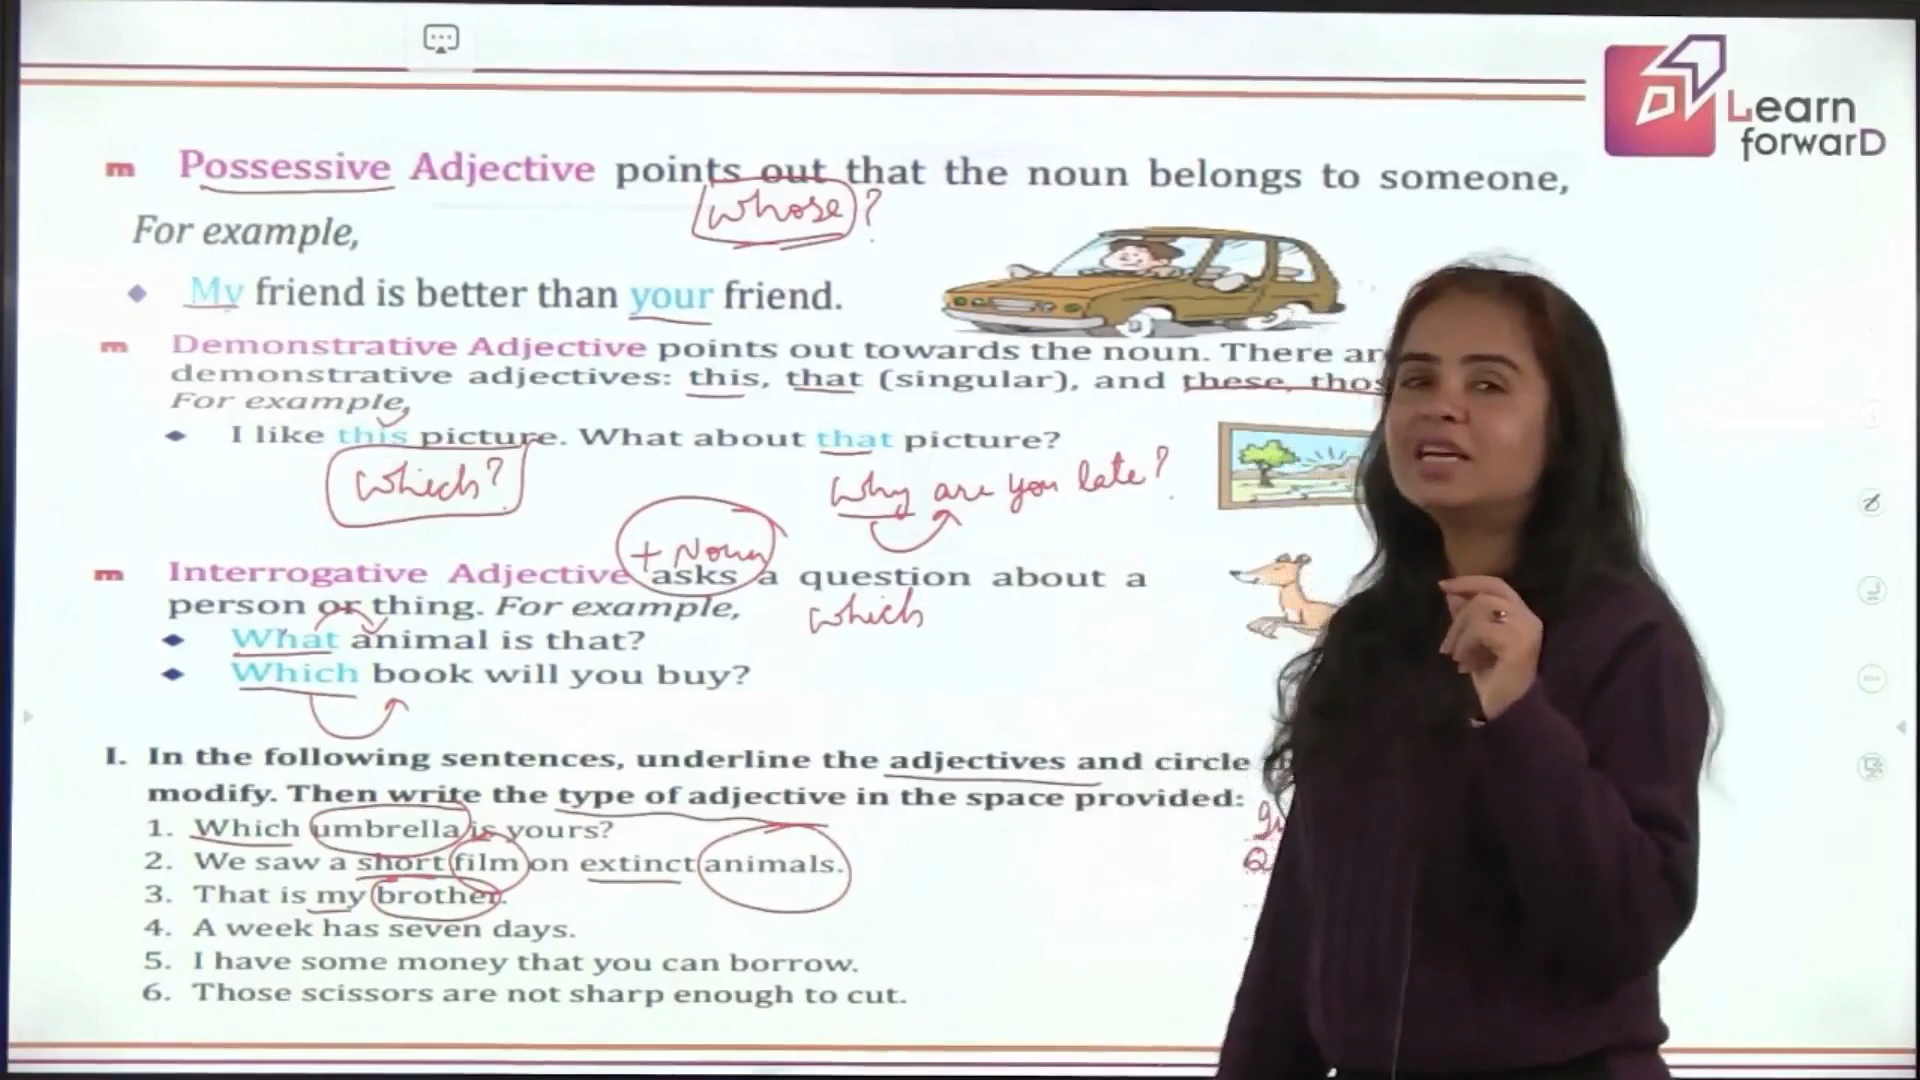 Learn
forwarD
Possessive Adjective points out that the noun belongs to someone,
whose?
For example,
My friend is better than your friend.
Demonstrative Adjective points out towards the noun. There
demonstrative adjectives: this, that (singular), and these,
For example,
I like this picture. What about that picture?
Which?
Why are you late?
+ Noun
Interrogative Adjective asks a question about a
person or thing. For example,
which
What animal is that?
Which book will you buy?
I. In the following sentences, underline the adjectives and circle
modify. Then write the type of adjective in the space provided:
1. Which umbrella is yours?
2. We saw a short film on extinct animals.
3. That is my brother.
4. A week has seven days.
5. I have some money that you can borrow.
6. Those scissors are not sharp enough to cut.